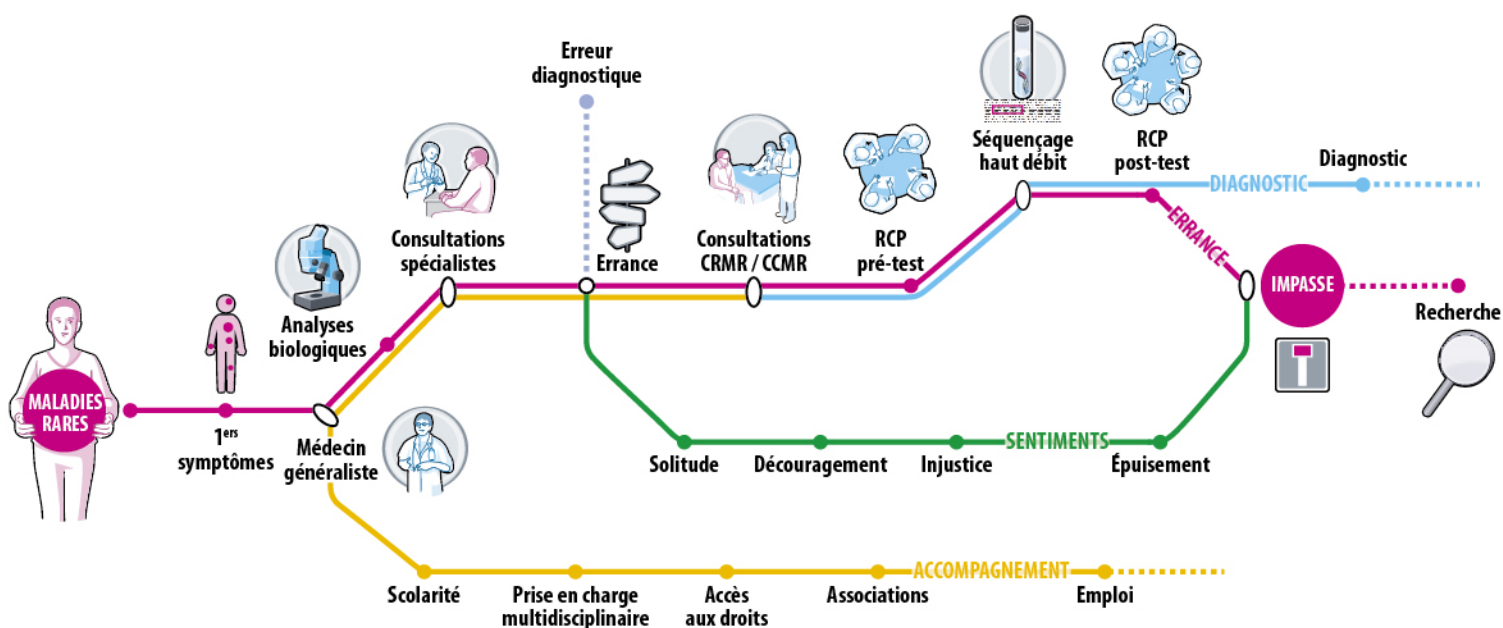 MALADIES
RARES
1ers
symptômes
Médecin
généraliste
Analyses
biologiques
Consultations
spécialistes
Erreur
diagnostique
Errance
Consultations
CRMR / CCMR
RCP
pré-test
Séquençage
haut débit
RCP
post-test
DIAGNOSTIC
Diagnostic
ERRANCE
IMPASSE
Recherche
Solitude
Découragement
Injustice
SENTIMENTS
Épuisement
Scolarité
Prise en charge
multidisciplinaire
Accès
aux droits
Associations
ACCOMPAGNEMENT
Emploi